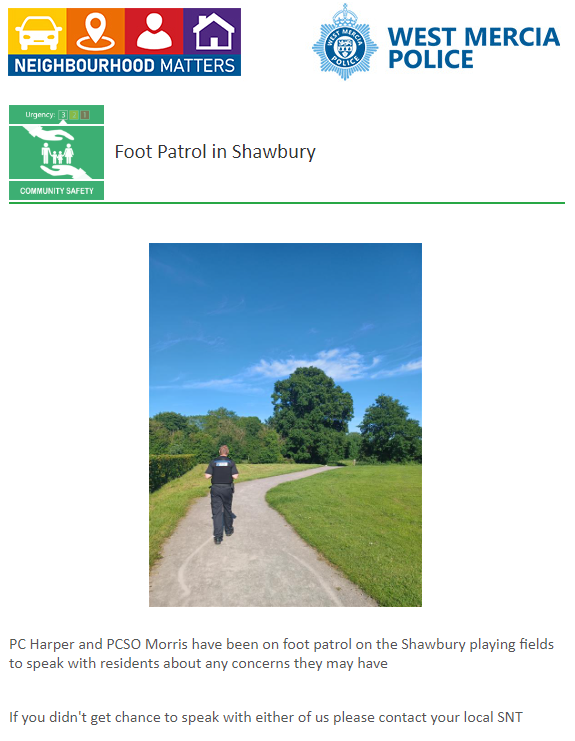 NEIGHBOURHOOD MATTERS
WEST MERCIA
POLICE
WEST MERCIA
POLICE
Urgency: 3 2 1
COMMUNITY SAFETY
Foot Patrol in Shawbury
PC Harper and PCSO Morris have been on foot patrol on the Shawbury playing fields
to speak with residents about any concerns they may have
If you didn't get chance to speak with either of us please contact your local SNT